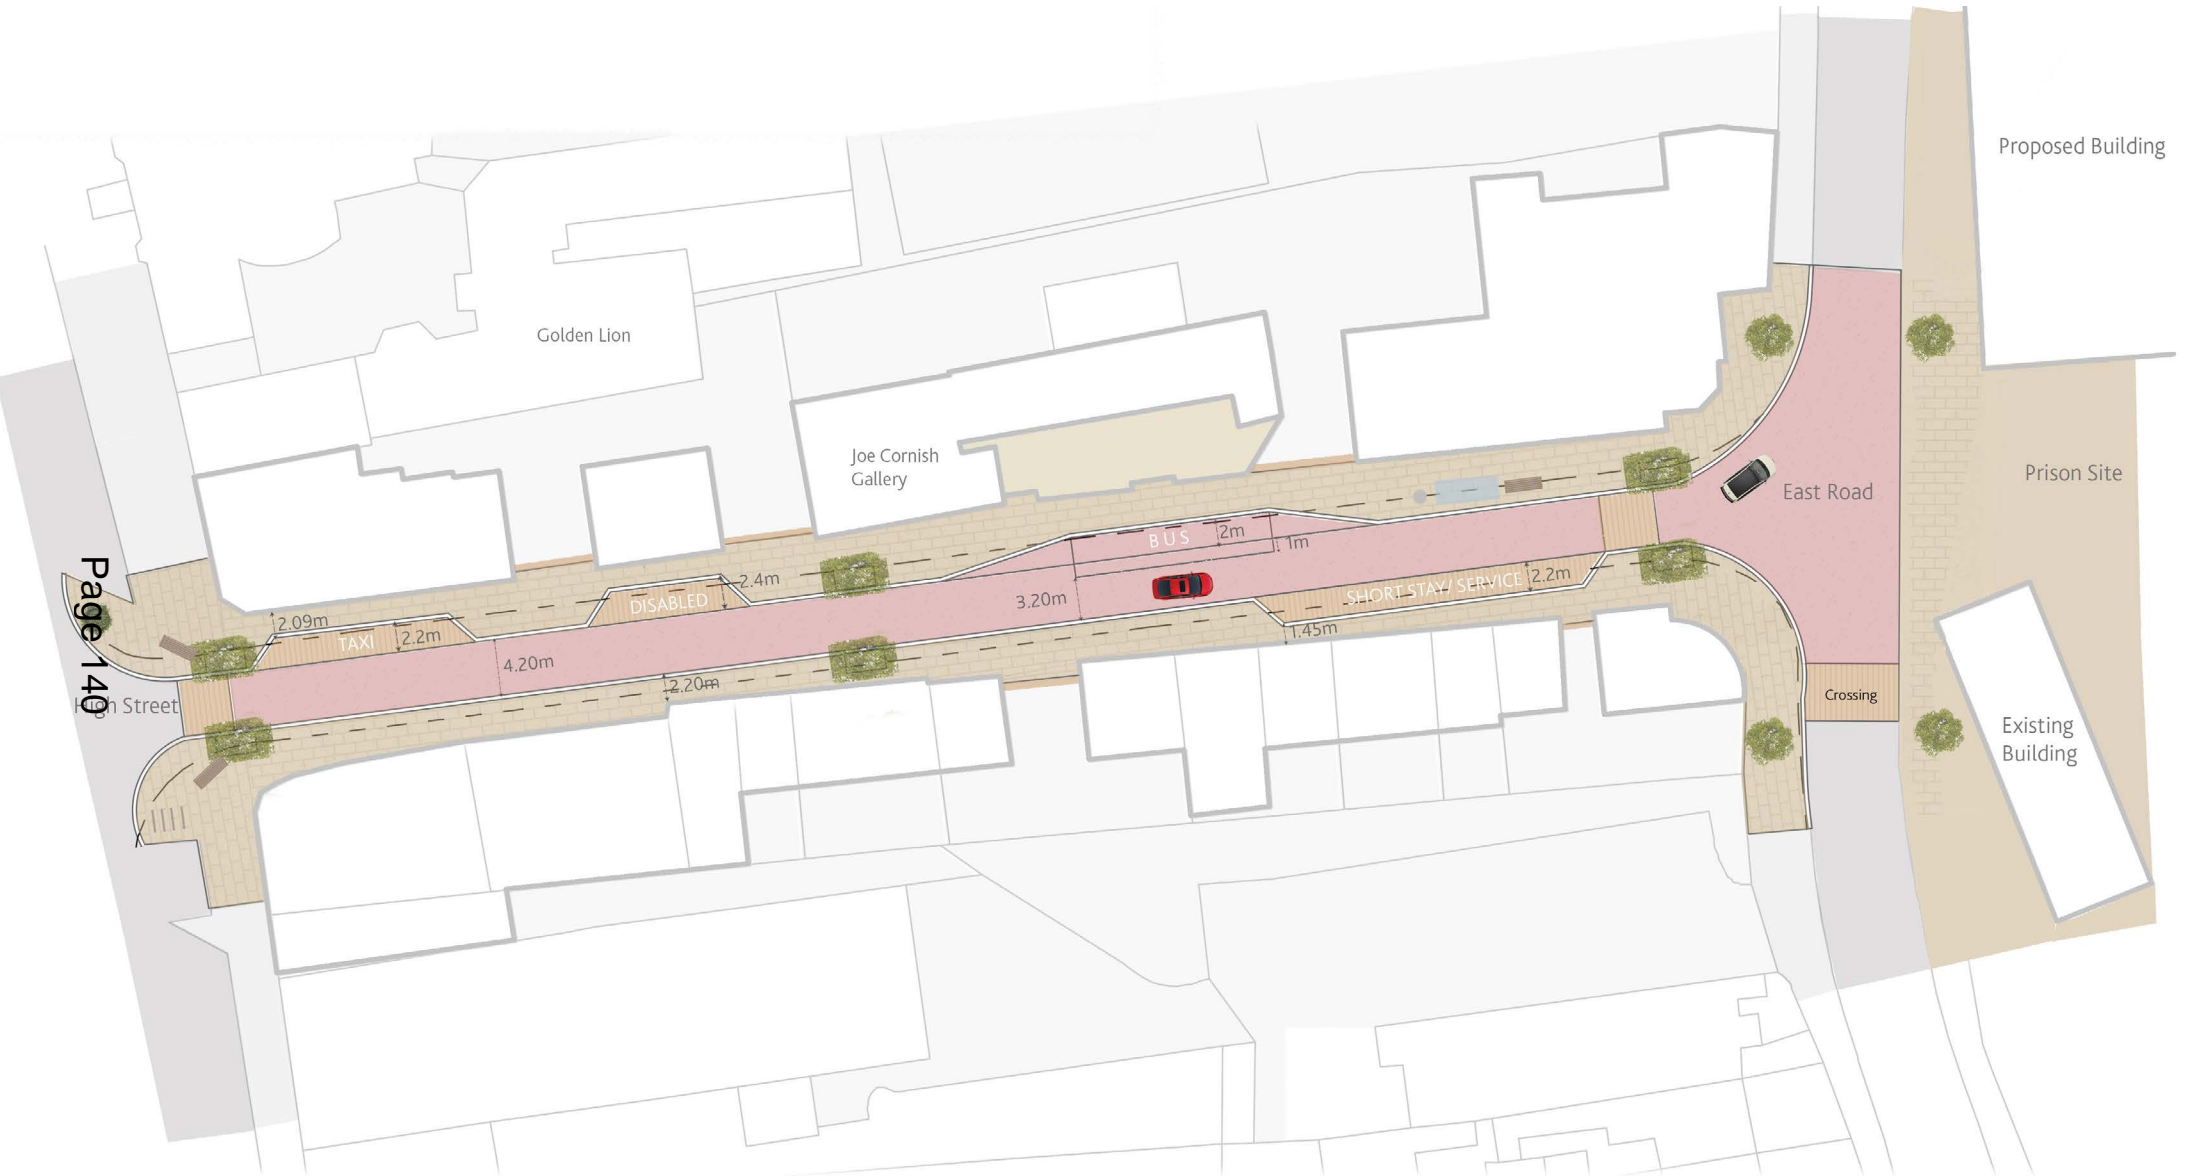 Proposed Building
Golden Lion
Joe Cornish
Gallery
Prison Site
East Road
BUS
2m
1m
2.4m
DISABLED
SHORT STAY/ SERVICE
2.2m
3.20m
2.09m
TAXI
2.2m
1.45m
4.20m
2.20m
Page 140
High Street
Crossing
Existing
Building